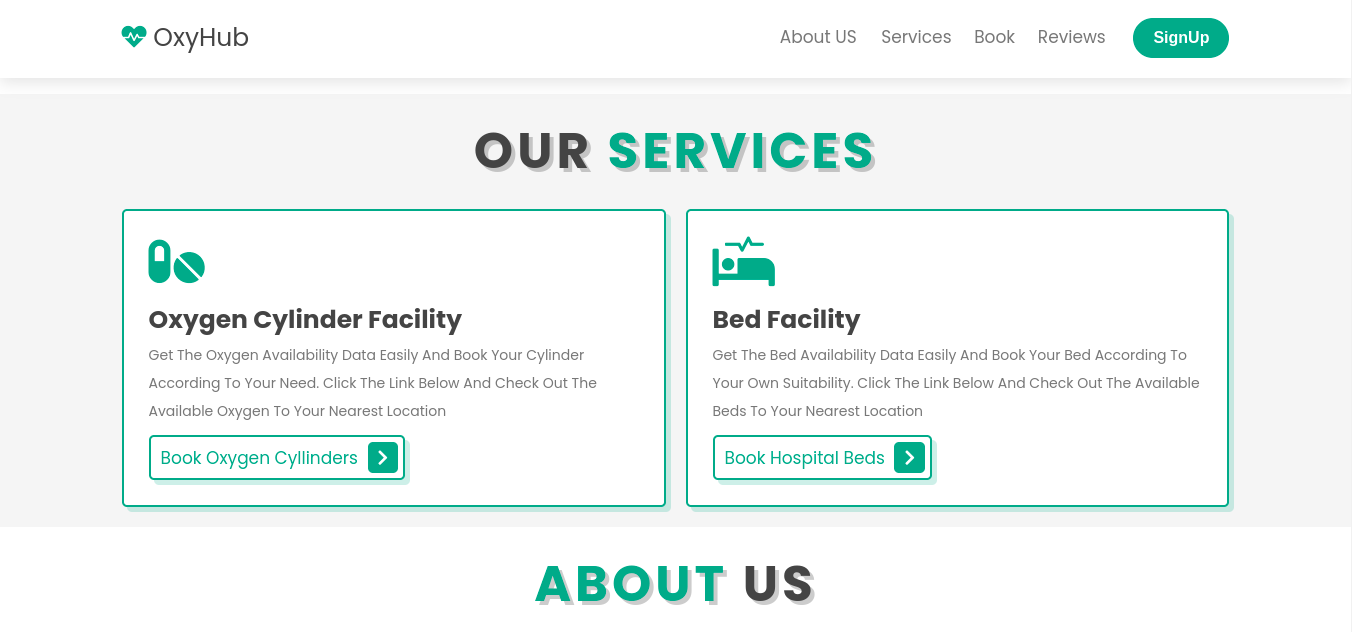 OxyHub
About US Services Book Reviews SignUp
OUR SERVICES
Oxygen Cylinder Facility
Get The Oxygen Availability Data Easily And Book Your Cylinder
According To Your Need. Click The Link Below And Check Out The
Available Oxygen To Your Nearest Location
Book Oxygen Cyllinders
Bed Facility
Get The Bed Availability Data Easily And Book Your Bed According To
Your Own Suitability. Click The Link Below And Check Out The Available
Beds To Your Nearest Location
Book Hospital Beds
ABOUT US